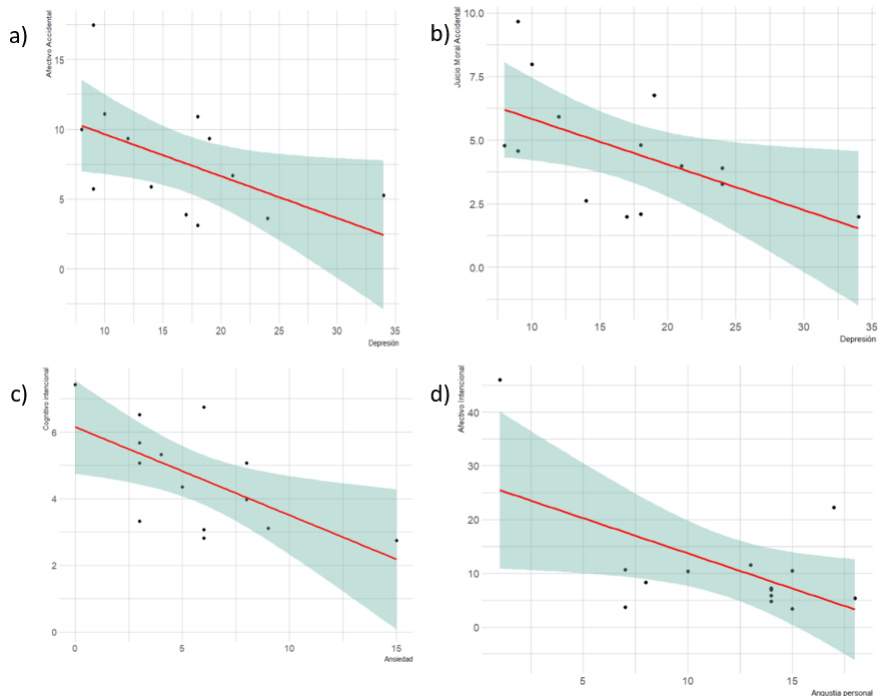 a)
Afectivo Accidental
15
10
5
0
10 15 20 25 30 35
Depresión
b)
Juicio Moral Accidental
10.0
7.5
5.0
2.5
0.0
10 15 20 25 30 35
Depresión
c)
Cognitivo intencional
6
4
2
0
0 5 10 15
Ansiedad
d)
Afectivo Intencional
40
30
20
10
0
5 10 15
Angustia personal